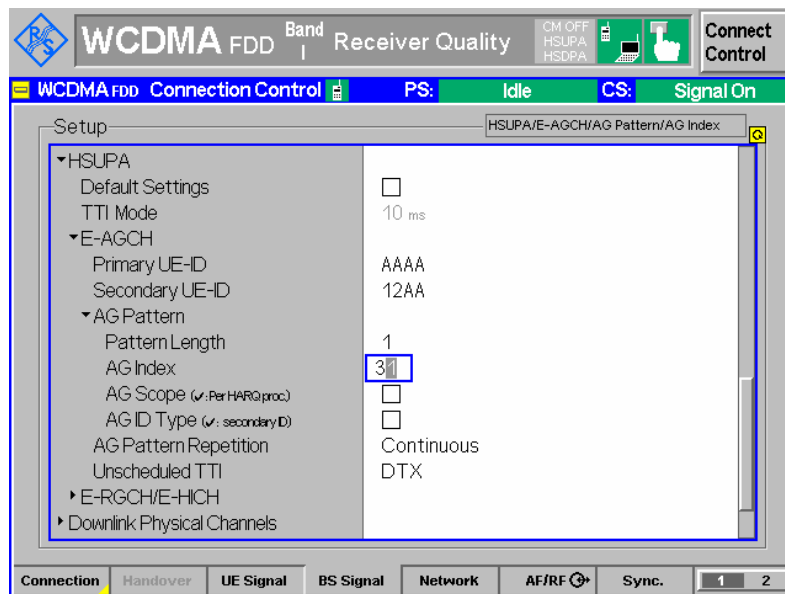 WCDMA FDD Band I Receiver Quality CM OFF HSUPA HSDPA Connect Control
WCDMA FDD Connection Control PS: Idle CS: Signal On
Setup HSUPA/E-AGCH/AG Pattern/AG Index
HSUPA
Default Settings
TTI Mode 10 ms
E-AGCH
Primary UE-ID AAAA
Secondary UE-ID 12AA
AG Pattern
Pattern Length 1
AG Index 31
AG Scope (✓:Per HARQ proc.)
AG ID Type (✓: secondary ID)
AG Pattern Repetition Continuous
Unscheduled TTI DTX
E-RGCH/E-HICH
Downlink Physical Channels
Connection Handover UE Signal BS Signal Network AF/RF Sync. 1 2